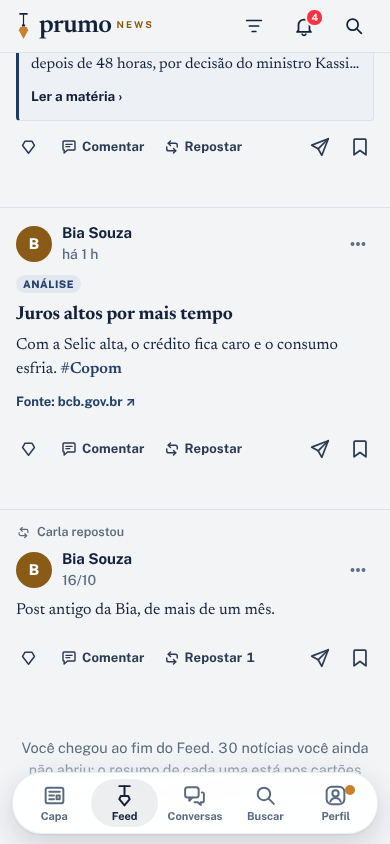 prumo NEWS
4
depois de 48 horas, por decisão do ministro Kassi...
Ler a matéria ›
Comentar Repostar
B Bia Souza
há 1 h
ANÁLISE
Juros altos por mais tempo
Com a Selic alta, o crédito fica caro e o consumo
esfria. #Copom
Fonte: bcb.gov.br ↗
Comentar Repostar
Carla repostou
B Bia Souza
16/10
Post antigo da Bia, de mais de um mês.
Comentar Repostar 1
Você chegou ao fim do Feed. 30 notícias você ainda
não abriu: o resumo de cada uma está nos cartões
Capa Feed Conversas Buscar Perfil